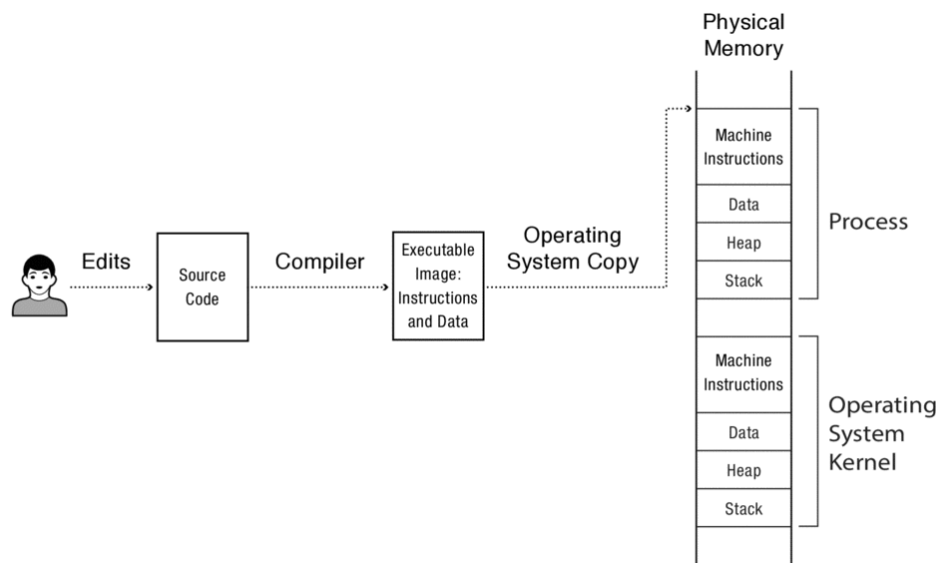 Physical
Memory
Machine
Instructions
Data
Heap
Stack
Process
Edits
Source
Code
Compiler
Executable
Image:
Instructions
and Data
Operating
System Copy
Machine
Instructions
Data
Heap
Stack
Operating
System
Kernel